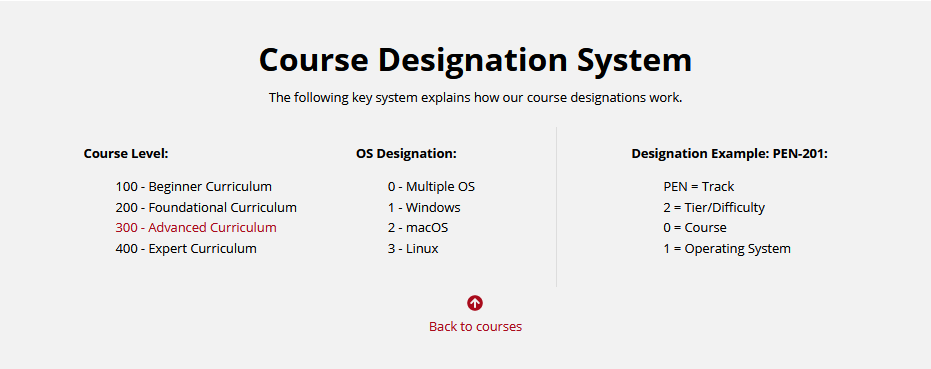 Course Designation System
The following key system explains how our course designations work.
Course Level:
100 - Beginner Curriculum
200 - Foundational Curriculum
300 - Advanced Curriculum
400 - Expert Curriculum
OS Designation:
0 - Multiple OS
1 - Windows
2 - macOS
3 - Linux
Designation Example: PEN-201:
PEN = Track
2 = Tier/Difficulty
0 = Course
1 = Operating System
Back to courses